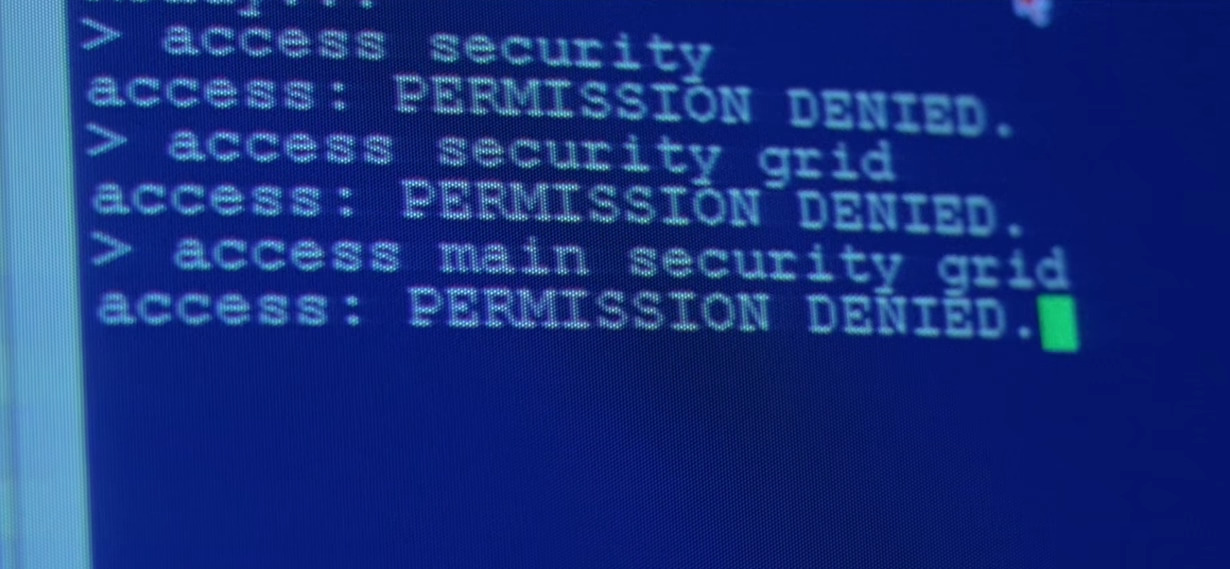 > access security
access: PERMISSION DENIED.
> access security grid
access: PERMISSION DENIED.
> access main security grid
access: PERMISSION DENIED.